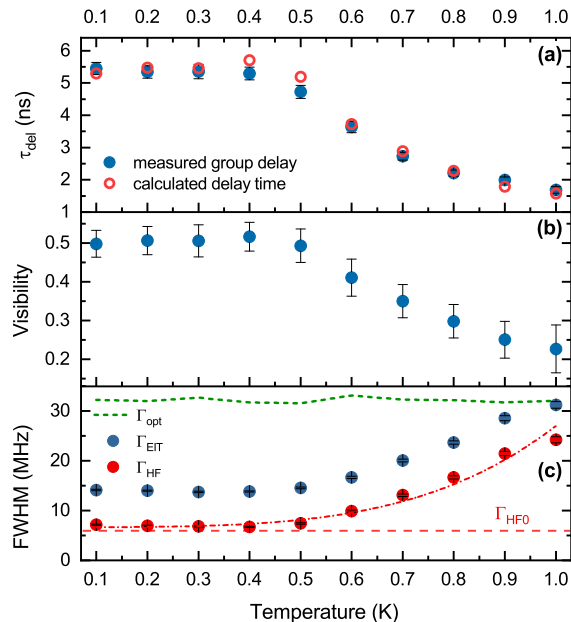 0.1 0.2 0.3 0.4 0.5 0.6 0.7 0.8 0.9 1.0
(a)
6
5
4
3
2
1
τdel (ns)
measured group delay
calculated delay time
(b)
0.5
0.4
0.3
0.2
Visibility
30
20
10
0
FWHM (MHz)
Γopt
ΓEIT
ΓHF
(c)
ΓHF0
0.1 0.2 0.3 0.4 0.5 0.6 0.7 0.8 0.9 1.0
Temperature (K)